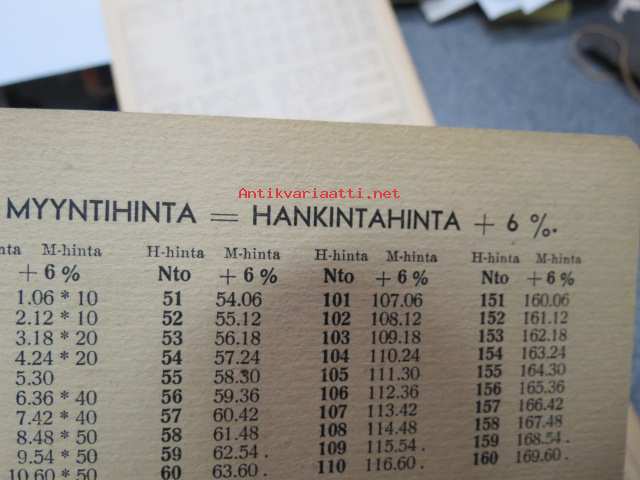 Antikvariaatti.net
MYYNTIHINTA = HANKINTAHINTA + 6 %.
M-hinta H-hinta M-hinta H-hinta M-hinta H-hinta M-hinta
+ 6 % Nto + 6 % Nto + 6 % Nto + 6 %
1.06 * 10 51 54.06 101 107.06 151 160.06
2.12 * 10 52 55.12 102 108.12 152 161.12
3.18 * 20 53 56.18 103 109.18 153 162.18
4.24 * 20 54 57.24 104 110.24 154 163.24
5.30 55 58.30 105 111.30 155 164.30
6.36 * 40 56 59.36 106 112.36 156 165.36
7.42 * 40 57 60.42 107 113.42 157 166.42
8.48 * 50 58 61.48 108 114.48 158 167.48
9.54 * 50 59 62.54 . 109 115.54 . 159 168.54 .
10.60 * 50 60 63.60 . 110 116.60 . 160 169.60 .